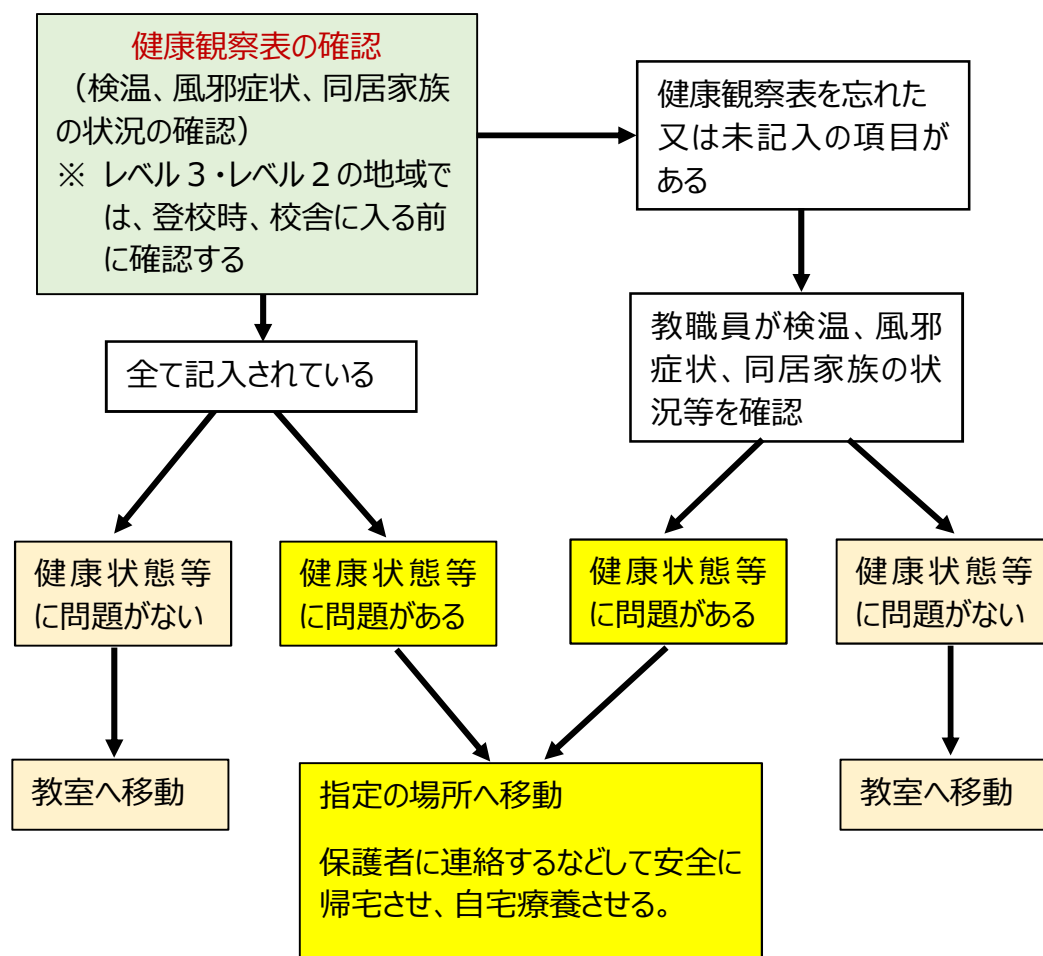 健康観察表の確認
（検温、風邪症状、同居家族
の状況の確認）
※ レベル３・レベル２の地域で
は、登校時、校舎に入る前
に確認する
健康観察表を忘れた
又は未記入の項目が
ある
全て記入されている
教職員が検温、風邪
症状、同居家族の状
況等を確認
健康状態等
に問題がない
健康状態等
に問題がある
健康状態等
に問題がある
健康状態等
に問題がない
教室へ移動
指定の場所へ移動
保護者に連絡するなどして安全に
帰宅させ、自宅療養させる。
教室へ移動